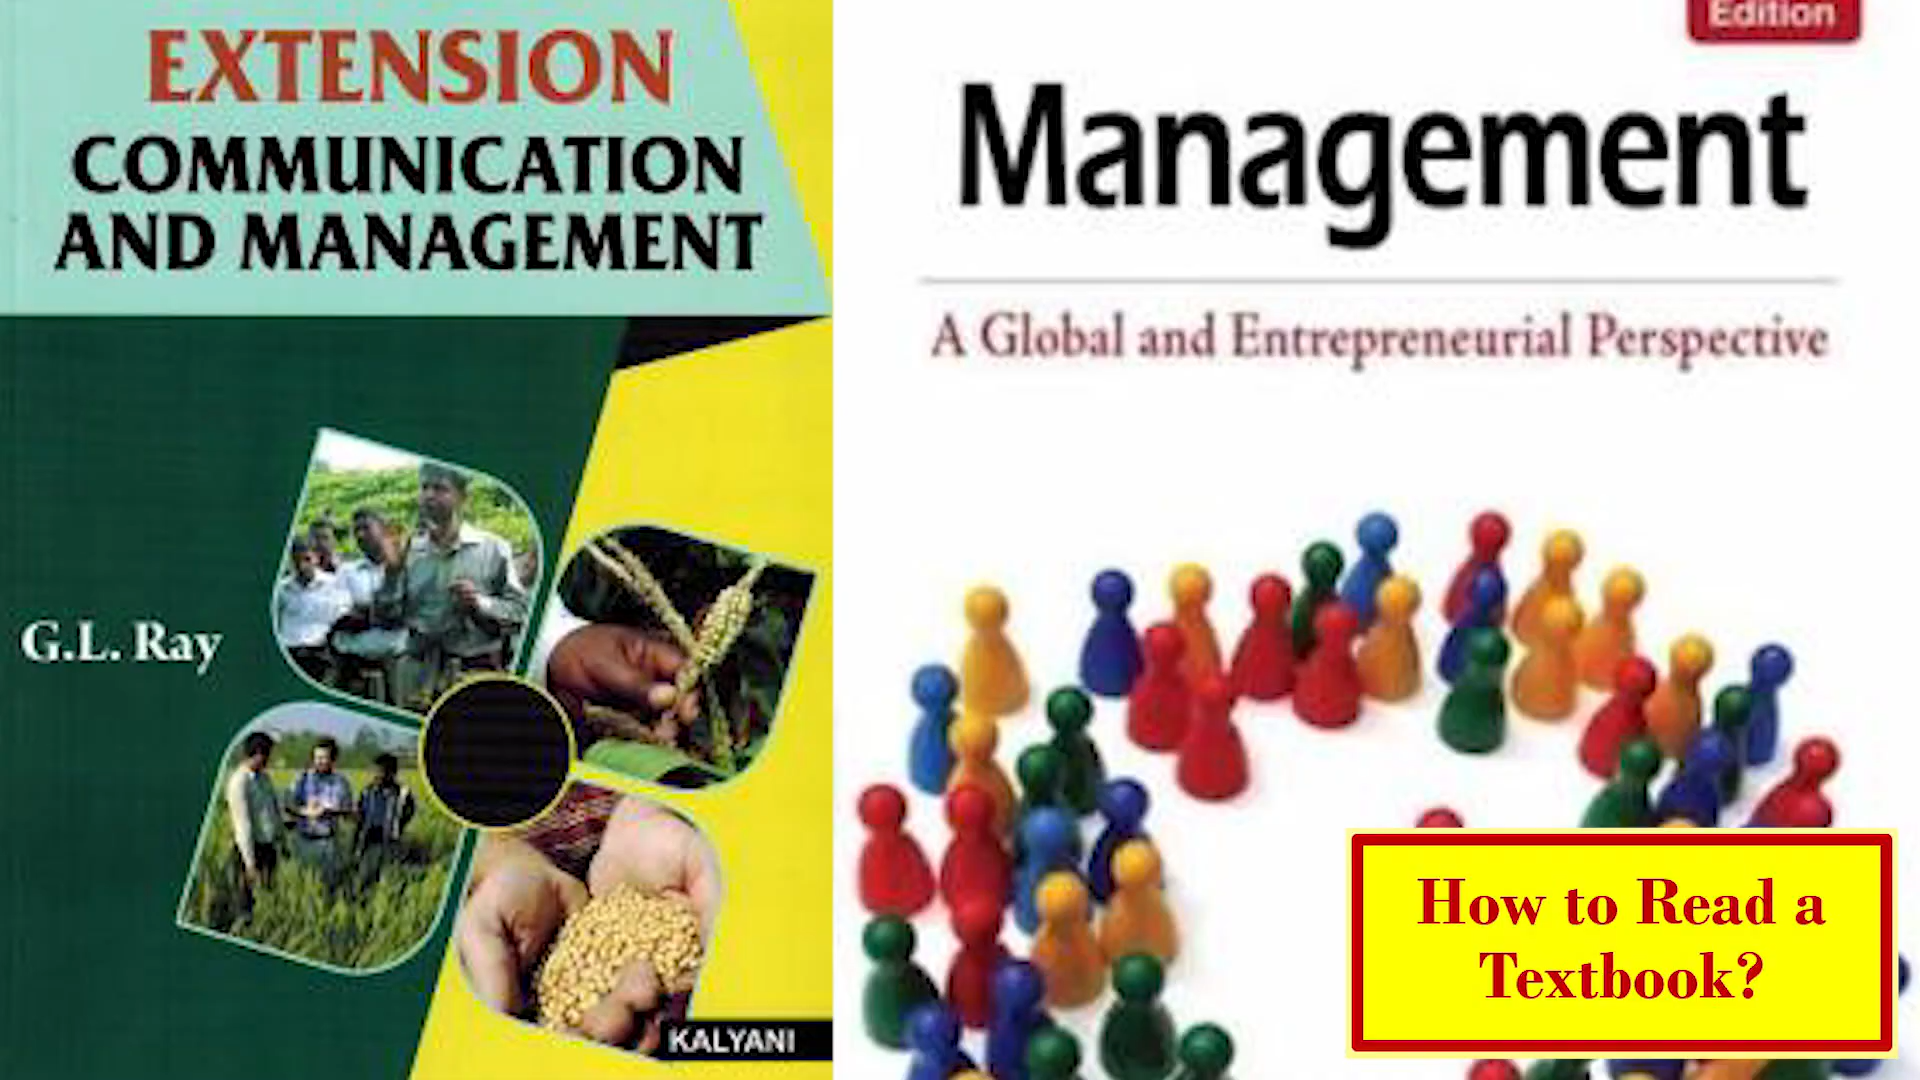 EXTENSION
COMMUNICATION
AND MANAGEMENT
G.L. Ray
KALYANI
Edition
Management
A Global and Entrepreneurial Perspective
How to Read a
Textbook?